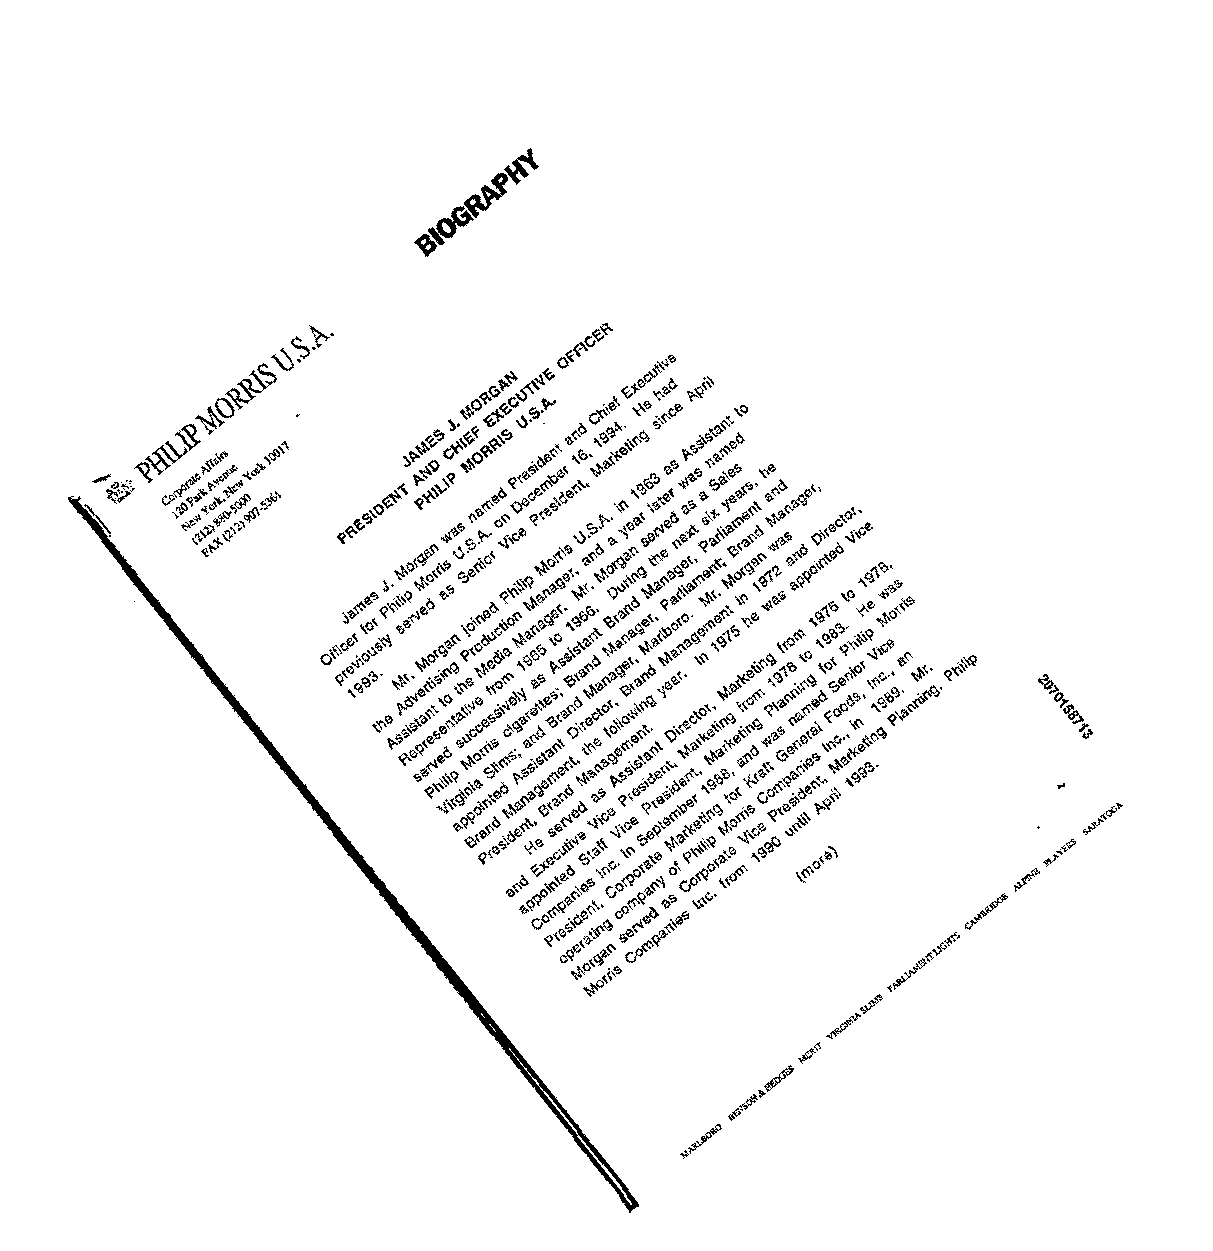 BIOGRAPHY
PHILIP MORRIS U.S.A.
Corporate Affairs
120 Park Avenue
New York, New York 10017
(212) 880-5000
FAX (212) 907-5361
JAMES J. MORGAN
PRESIDENT AND CHIEF EXECUTIVE OFFICER
PHILIP MORRIS U.S.A.
James J. Morgan was named President and Chief Executive
Officer for Philip Morris U.S.A. on December 16, 1994. He had
previously served as Senior Vice President, Marketing since April
1993.
Mr. Morgan joined Philip Morris U.S.A. in 1963 as Assistant to
the Advertising Production Manager, and a year later was named
Assistant to the Media Manager. Mr. Morgan served as a Sales
Representative from 1965 to 1966. During the next six years, he
served successively as Assistant Brand Manager, Parliament and
Philip Morris cigarettes; Brand Manager, Parliament; Brand Manager,
Virginia Slims; and Brand Manager, Marlboro. Mr. Morgan was
appointed Assistant Director, Brand Management in 1972 and Director,
Brand Management, the following year. In 1975 he was appointed Vice
President, Brand Management.
He served as Assistant Director, Marketing from 1976 to 1978,
and Executive Vice President, Marketing from 1978 to 1983. He was
appointed Staff Vice President, Marketing Planning for Philip Morris
Companies Inc. in September 1988, and was named Senior Vice
President, Corporate Marketing for Kraft General Foods, Inc., an
operating company of Philip Morris Companies Inc., in 1989. Mr.
Morgan served as Corporate Vice President, Marketing Planning, Philip
Morris Companies Inc. from 1990 until April 1993.
(more)
2070168713
MARLBORO BENSON & HEDGES MERIT VIRGINIA SLIMS PARLIAMENT LIGHTS CAMBRIDGE ALPINE PLAYERS SARATOGA